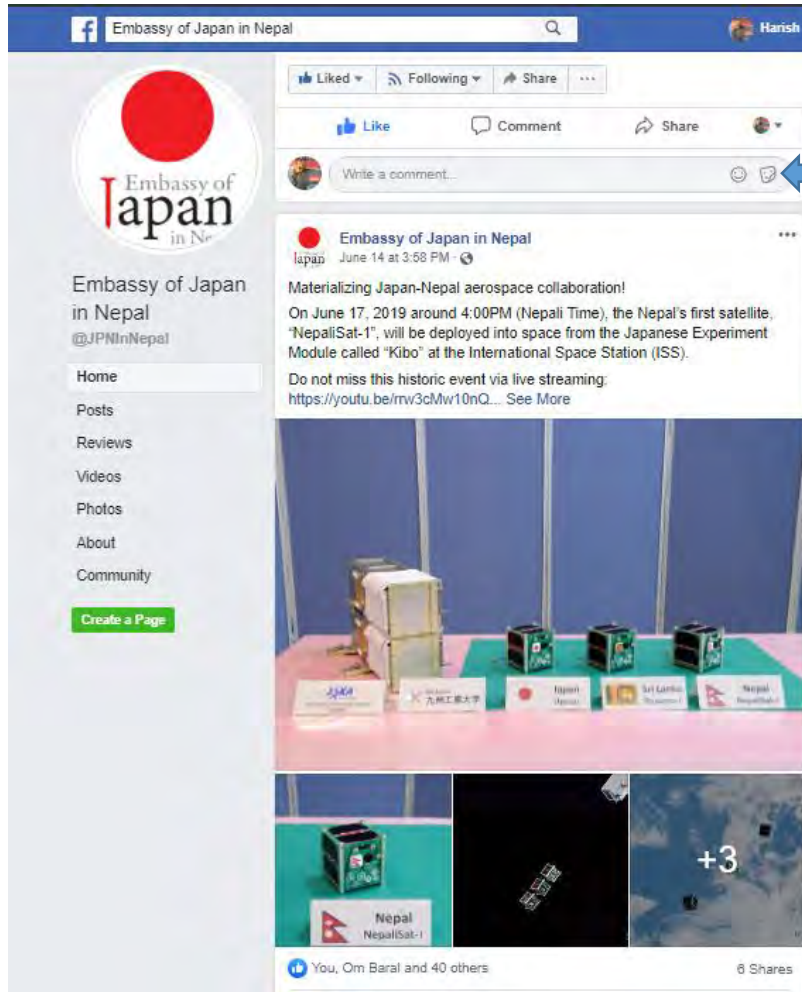 Embassy of Japan in Nepal
Harish
Embassy of
Japan
in Ne
Embassy of Japan
in Nepal
@JPNInNepal
Home
Posts
Reviews
Videos
Photos
About
Community
Create a Page
Liked
Following
Share
...
Like
Comment
Share
Write a comment...
Japan
Embassy of Japan in Nepal
June 14 at 3:58 PM ·
Materializing Japan-Nepal aerospace collaboration!
On June 17, 2019 around 4:00PM (Nepali Time), the Nepal's first satellite,
"NepaliSat-1", will be deployed into space from the Japanese Experiment
Module called "Kibo" at the International Space Station (ISS).
Do not miss this historic event via live streaming:
https://youtu.be/rrw3cMw10nQ... See More
九州工業大学
Japan
Sri Lanka
Nepal
Nepal
NepaliSat-1
+3
You, Om Baral and 40 others
6 Shares